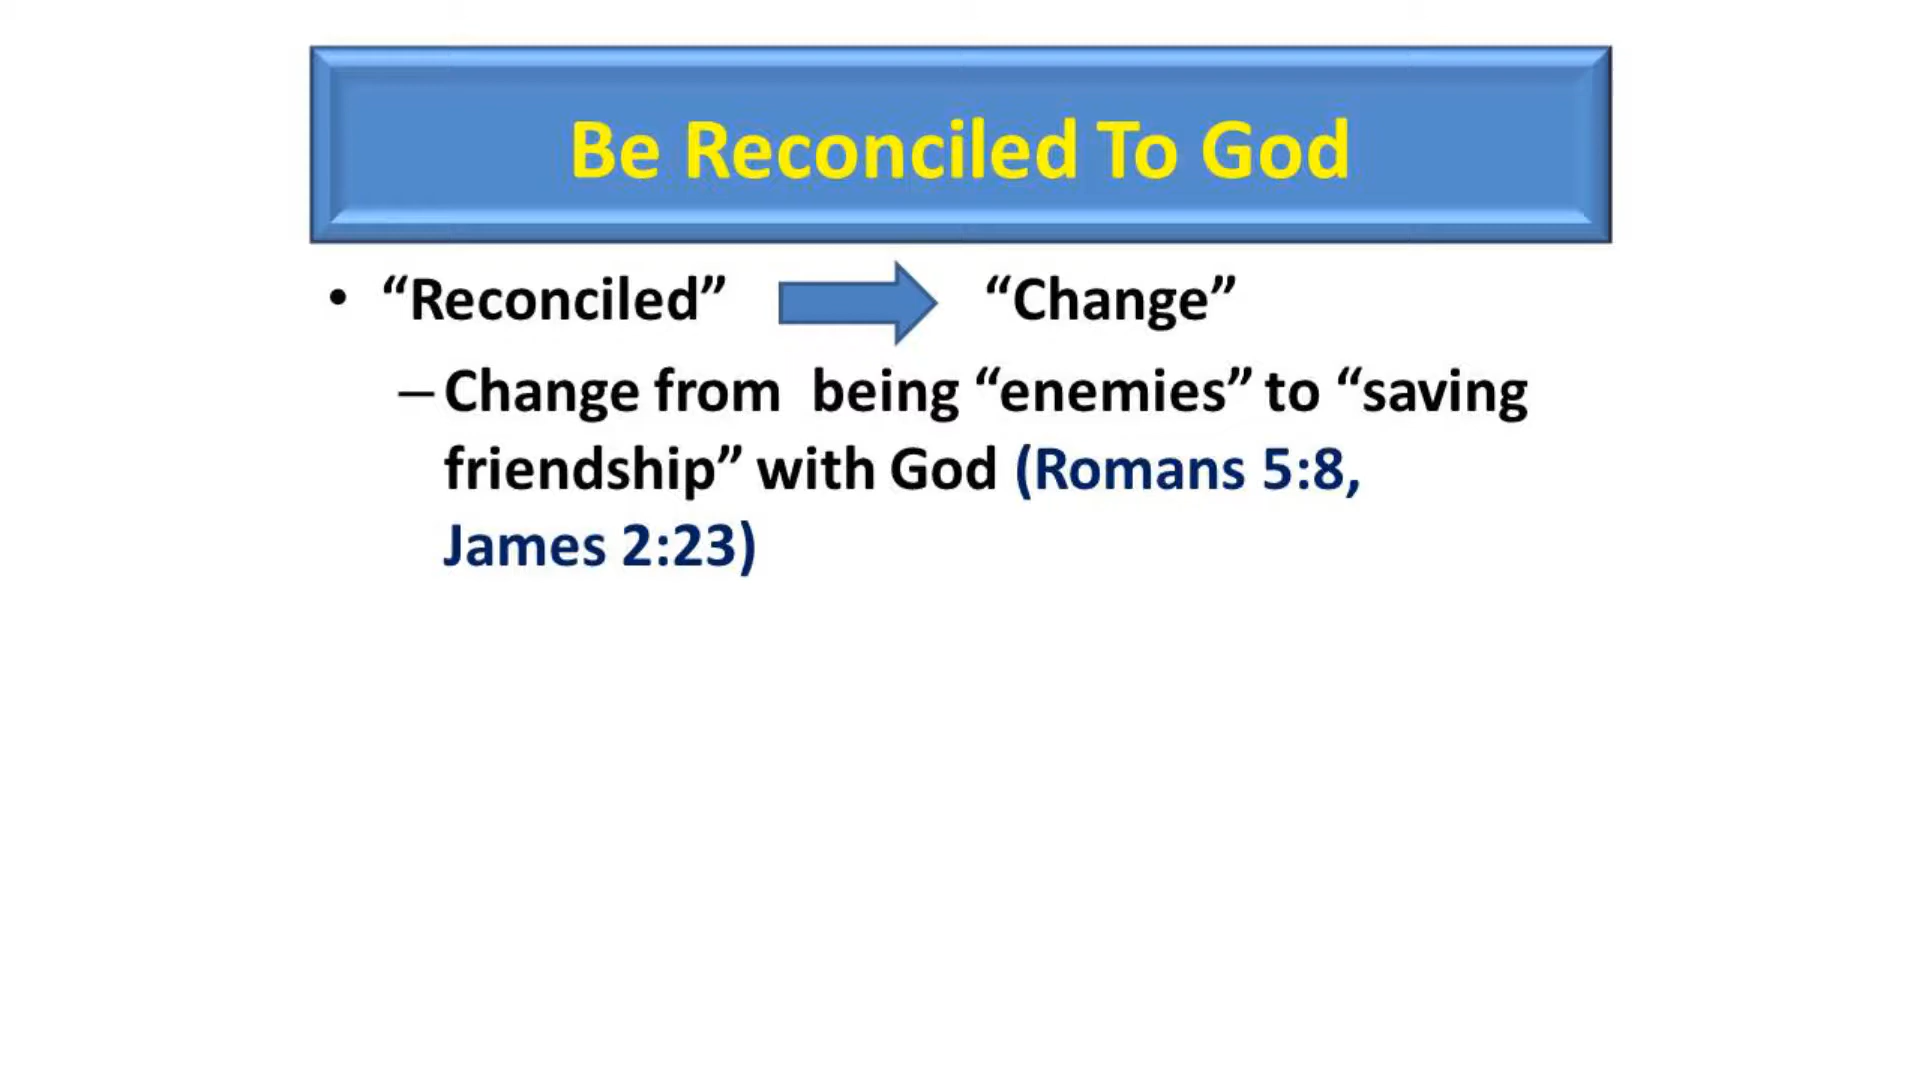 Be Reconciled To God
• “Reconciled” “Change”
– Change from being “enemies” to “saving
friendship” with God (Romans 5:8,
James 2:23)